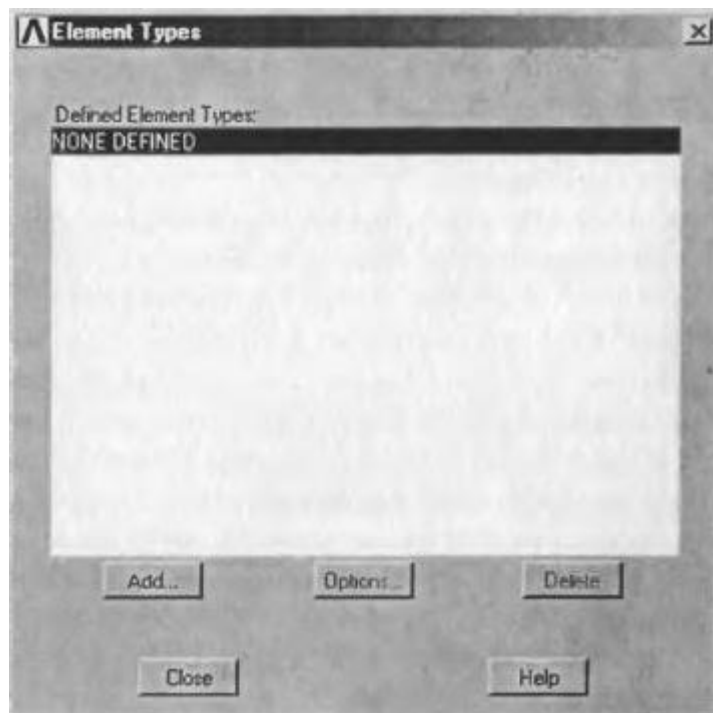 Element Types
Defined Element Types:
NONE DEFINED
Add... Options... Delete
Close Help